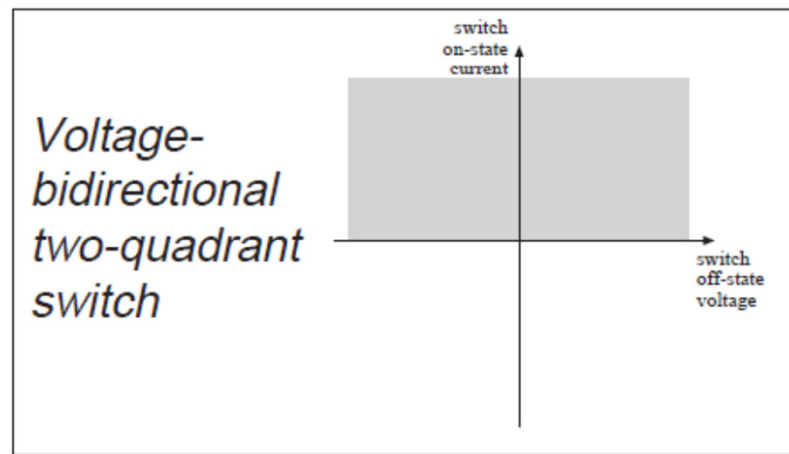 Voltage-
bidirectional
two-quadrant
switch
switch
on-state
current
switch
off-state
voltage